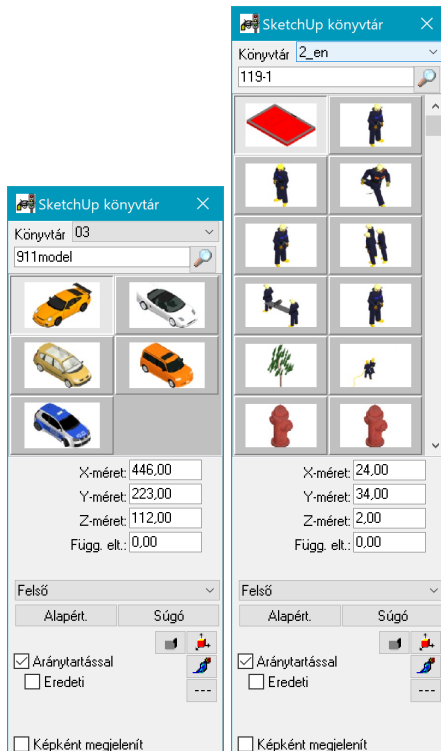 SketchUp könyvtár
Könyvtár 03
911model
X-méret: 446,00
Y-méret: 223,00
Z-méret: 112,00
Függ. elt.: 0,00
Felső
Alapért. Súgó
Aránytartással
Eredeti
---
Képként megjelenít
SketchUp könyvtár
Könyvtár 2_en
119-1
X-méret: 24,00
Y-méret: 34,00
Z-méret: 2,00
Függ. elt.: 0,00
Felső
Alapért. Súgó
Aránytartással
Eredeti
---
Képként megjelenít